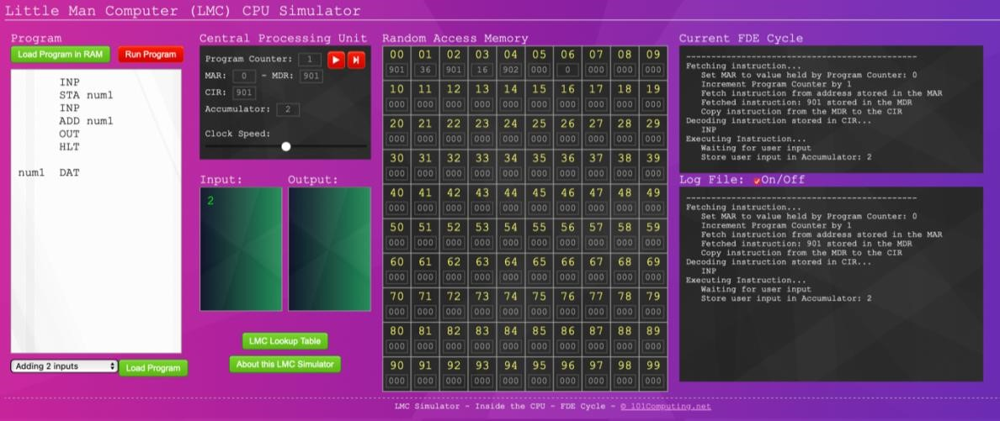 Little Man Computer (LMC) CPU Simulator
Program
Load Program in RAM
Run Program
INP
STA num1
INP
ADD num1
OUT
HLT
num1 DAT
Adding 2 inputs
Load Program
Central Processing Unit
Program Counter: 1
MAR: 0 - MDR: 901
CIR: 901
Accumulator: 2
Clock Speed:
Input:
Output:
2
LMC Lookup Table
About this LMC Simulator
Random Access Memory
00 01 02 03 04 05 06 07 08 09
901 36 901 16 902 000 0 000 000 000
10 11 12 13 14 15 16 17 18 19
000 000 000 000 000 000 000 000 000 000
20 21 22 23 24 25 26 27 28 29
000 000 000 000 000 000 000 000 000 000
30 31 32 33 34 35 36 37 38 39
000 000 000 000 000 000 000 000 000 000
40 41 42 43 44 45 46 47 48 49
000 000 000 000 000 000 000 000 000 000
50 51 52 53 54 55 56 57 58 59
000 000 000 000 000 000 000 000 000 000
60 61 62 63 64 65 66 67 68 69
000 000 000 000 000 000 000 000 000 000
70 71 72 73 74 75 76 77 78 79
000 000 000 000 000 000 000 000 000 000
80 81 82 83 84 85 86 87 88 89
000 000 000 000 000 000 000 000 000 000
90 91 92 93 94 95 96 97 98 99
000 000 000 000 000 000 000 000 000 000
Current FDE Cycle
----------------------------------------------
Fetching instruction...
Set MAR to value held by Program Counter: 0
Increment Program Counter by 1
Fetch instruction from address stored in the MAR
Fetched instruction: 901 stored in the MDR
Copy instruction from the MDR to the CIR
Decoding instruction stored in CIR...
INP
Executing Instruction...
Waiting for user input
Store user input in Accumulator: 2
Log File: On/Off
----------------------------------------------
Fetching instruction...
Set MAR to value held by Program Counter: 0
Increment Program Counter by 1
Fetch instruction from address stored in the MAR
Fetched instruction: 901 stored in the MDR
Copy instruction from the MDR to the CIR
Decoding instruction stored in CIR...
INP
Executing Instruction...
Waiting for user input
Store user input in Accumulator: 2
LMC Simulator - Inside the CPU - FDE Cycle - © 101Computing.net